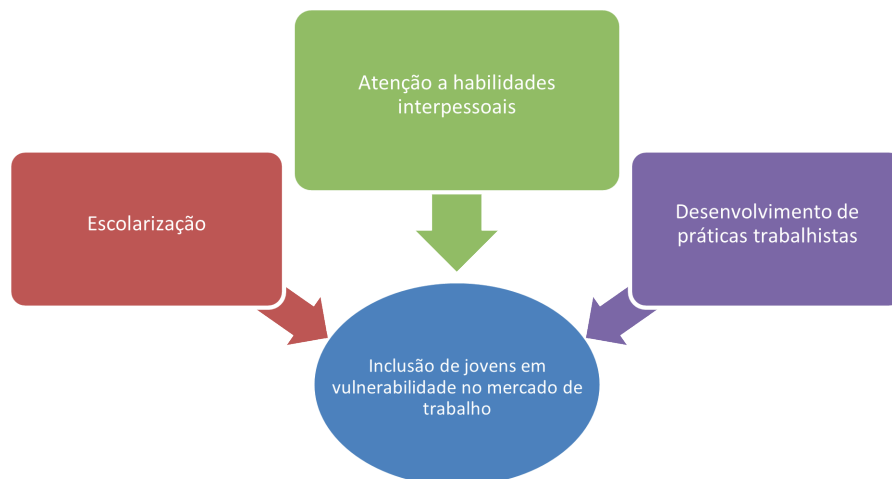 Atenção a habilidades
interpessoais
Escolarização
Desenvolvimento de
práticas trabalhistas
Inclusão de jovens em
vulnerabilidade no mercado de
trabalho